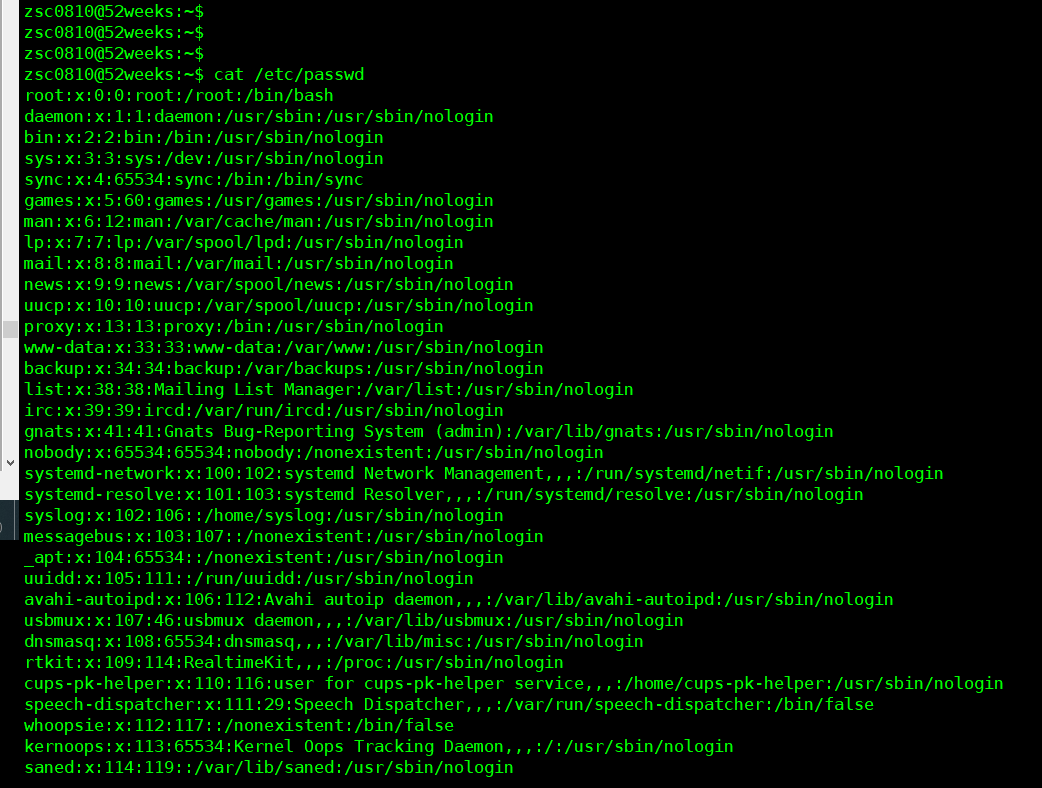 zsc0810@52weeks:~$
zsc0810@52weeks:~$
zsc0810@52weeks:~$
zsc0810@52weeks:~$ cat /etc/passwd
root:x:0:0:root:/root:/bin/bash
daemon:x:1:1:daemon:/usr/sbin:/usr/sbin/nologin
bin:x:2:2:bin:/bin:/usr/sbin/nologin
sys:x:3:3:sys:/dev:/usr/sbin/nologin
sync:x:4:65534:sync:/bin:/bin/sync
games:x:5:60:games:/usr/games:/usr/sbin/nologin
man:x:6:12:man:/var/cache/man:/usr/sbin/nologin
lp:x:7:7:lp:/var/spool/lpd:/usr/sbin/nologin
mail:x:8:8:mail:/var/mail:/usr/sbin/nologin
news:x:9:9:news:/var/spool/news:/usr/sbin/nologin
uucp:x:10:10:uucp:/var/spool/uucp:/usr/sbin/nologin
proxy:x:13:13:proxy:/bin:/usr/sbin/nologin
www-data:x:33:33:www-data:/var/www:/usr/sbin/nologin
backup:x:34:34:backup:/var/backups:/usr/sbin/nologin
list:x:38:38:Mailing List Manager:/var/list:/usr/sbin/nologin
irc:x:39:39:ircd:/var/run/ircd:/usr/sbin/nologin
gnats:x:41:41:Gnats Bug-Reporting System (admin):/var/lib/gnats:/usr/sbin/nologin
nobody:x:65534:65534:nobody:/nonexistent:/usr/sbin/nologin
systemd-network:x:100:102:systemd Network Management,,,:/run/systemd/netif:/usr/sbin/nologin
systemd-resolve:x:101:103:systemd Resolver,,,:/run/systemd/resolve:/usr/sbin/nologin
syslog:x:102:106::/home/syslog:/usr/sbin/nologin
messagebus:x:103:107::/nonexistent:/usr/sbin/nologin
_apt:x:104:65534::/nonexistent:/usr/sbin/nologin
uuidd:x:105:111::/run/uuidd:/usr/sbin/nologin
avahi-autoipd:x:106:112:Avahi autoip daemon,,,:/var/lib/avahi-autoipd:/usr/sbin/nologin
usbmux:x:107:46:usbmux daemon,,,:/var/lib/usbmux:/usr/sbin/nologin
dnsmasq:x:108:65534:dnsmasq,,,:/var/lib/misc:/usr/sbin/nologin
rtkit:x:109:114:RealtimeKit,,,:/proc:/usr/sbin/nologin
cups-pk-helper:x:110:116:user for cups-pk-helper service,,,:/home/cups-pk-helper:/usr/sbin/nologin
speech-dispatcher:x:111:29:Speech Dispatcher,,,:/var/run/speech-dispatcher:/bin/false
whoopsie:x:112:117::/nonexistent:/bin/false
kernoops:x:113:65534:Kernel Oops Tracking Daemon,,,:/:/usr/sbin/nologin
saned:x:114:119::/var/lib/saned:/usr/sbin/nologin